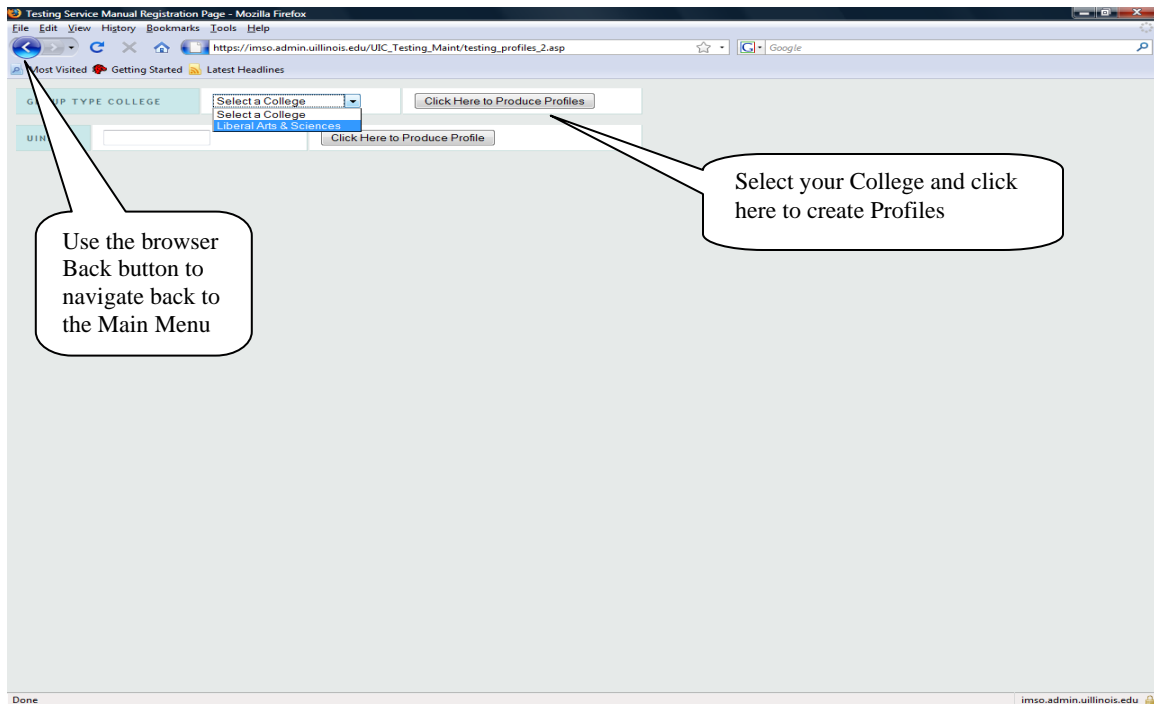 Testing Service Manual Registration Page - Mozilla Firefox
File Edit View History Bookmarks Tools Help
https://imso.admin.uillinois.edu/UIC_Testing_Maint/testing_profiles_2.asp
G Google
Most Visited Getting Started Latest Headlines
UP TYPE COLLEGE
Select a College
Click Here to Produce Profiles
Select a College
Liberal Arts & Sciences
UIN
Click Here to Produce Profile
Select your College and click
here to create Profiles
Use the browser
Back button to
navigate back to
the Main Menu
Done
imso.admin.uillinois.edu